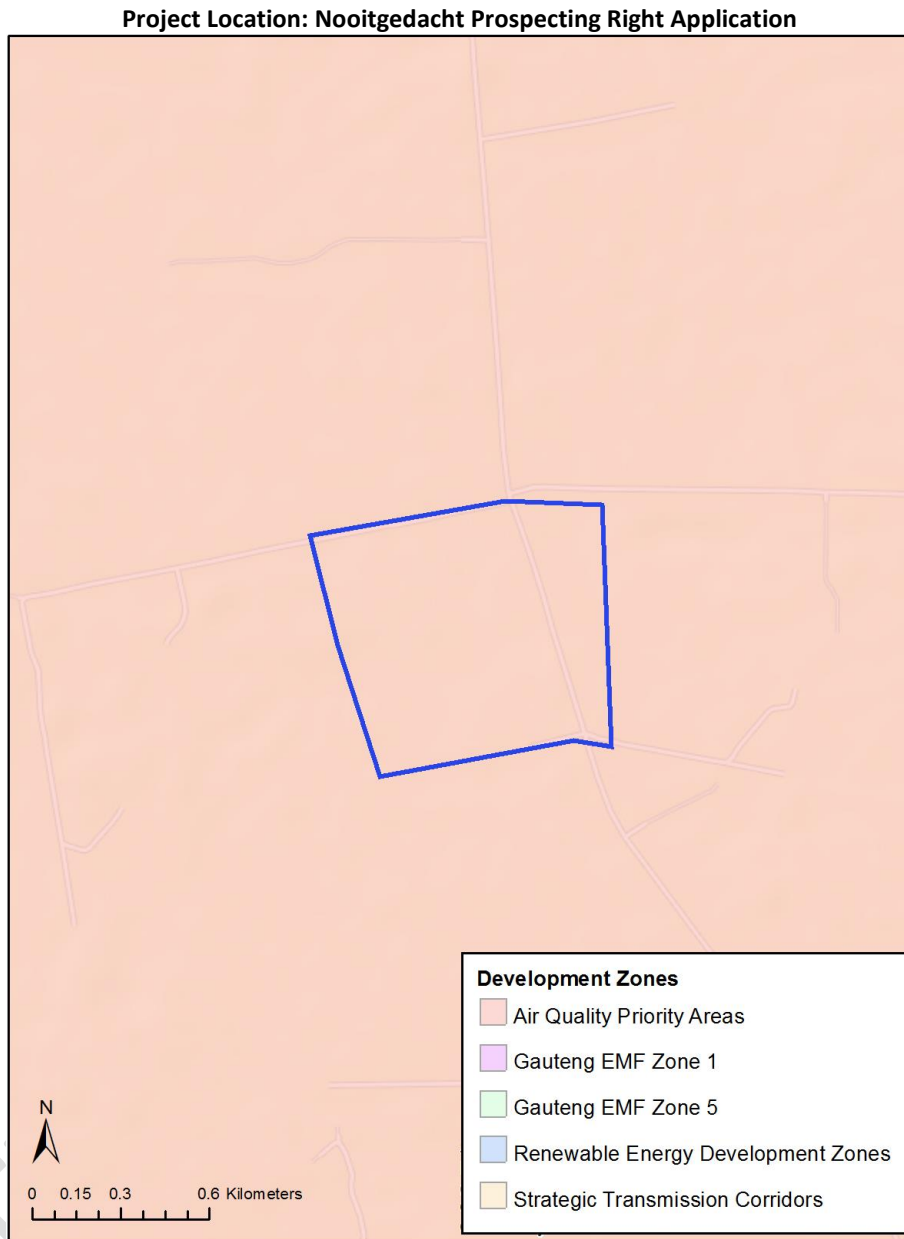 Project Location: Nooitgedacht Prospecting Right Application
Development Zones
Air Quality Priority Areas
Gauteng EMF Zone 1
Gauteng EMF Zone 5
Renewable Energy Development Zones
Strategic Transmission Corridors
N
0 0.15 0.3 0.6 Kilometers